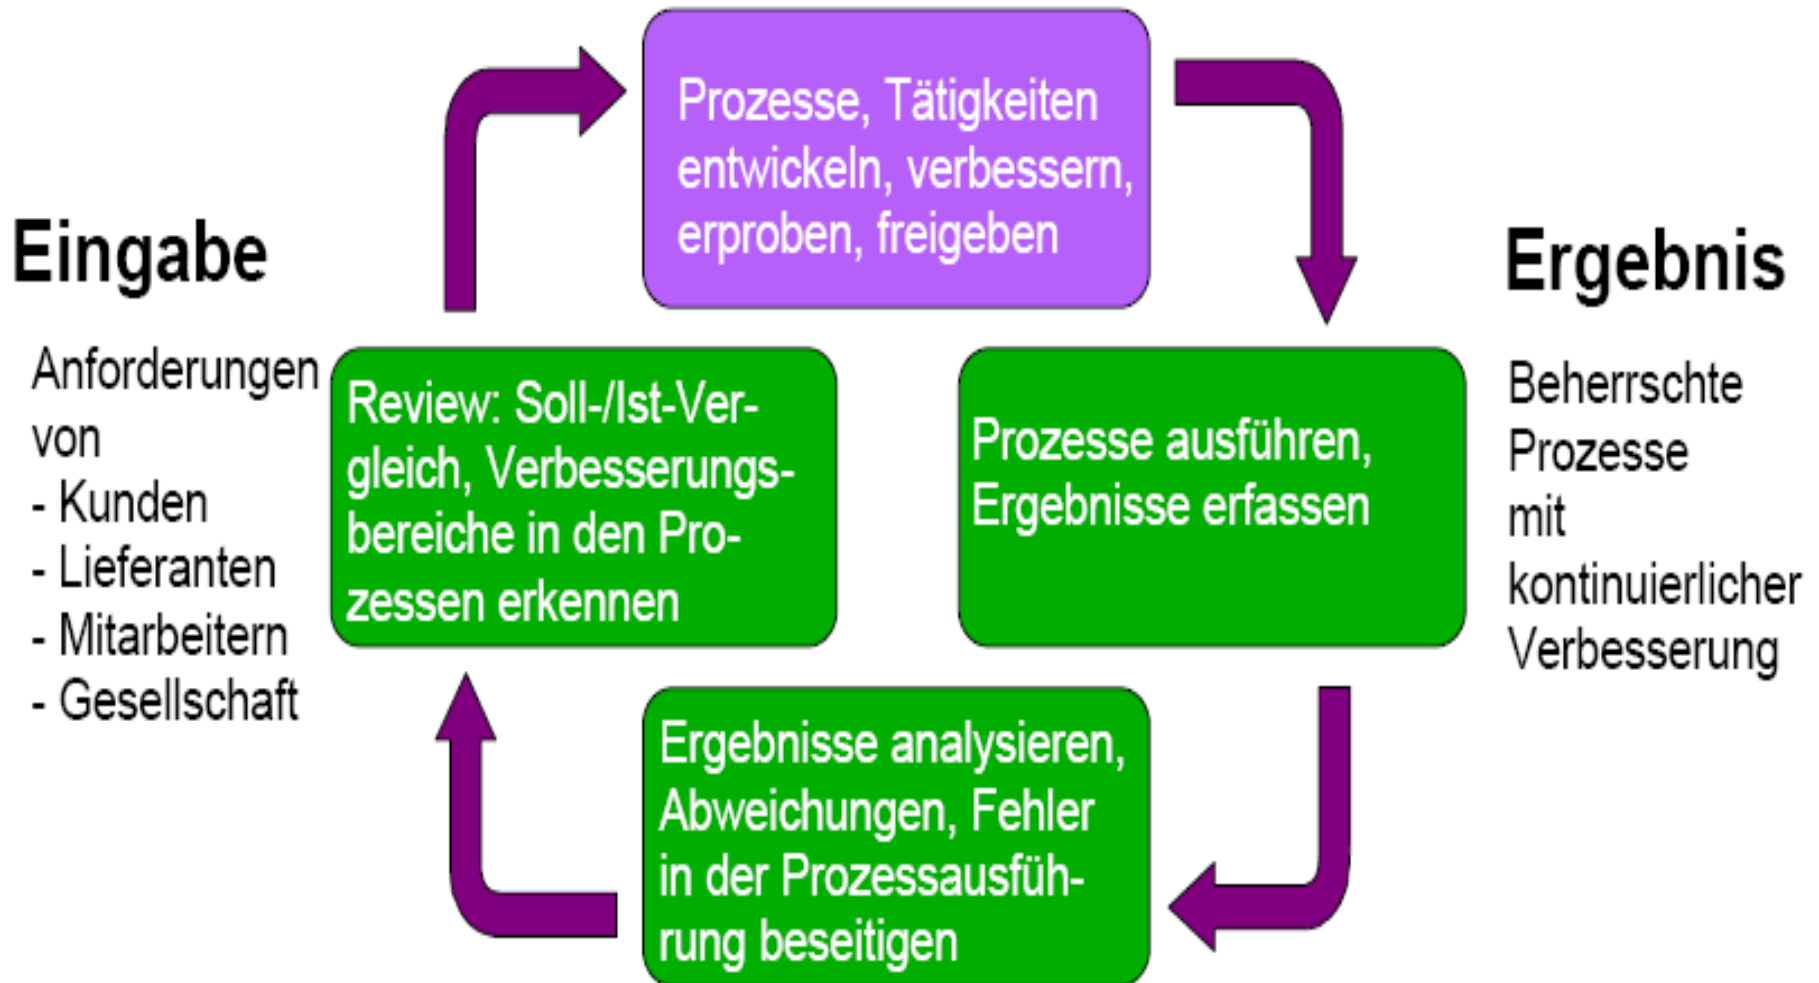 Prozesse, Tätigkeiten
entwickeln, verbessern,
erproben, freigeben
Eingabe
Anforderungen
von
- Kunden
- Lieferanten
- Mitarbeitern
- Gesellschaft
Review: Soll-/Ist-Ver-
gleich, Verbesserungs-
bereiche in den Pro-
zessen erkennen
Prozesse ausführen,
Ergebnisse erfassen
Ergebnis
Beherrschte
Prozesse
mit
kontinuierlicher
Verbesserung
Ergebnisse analysieren,
Abweichungen, Fehler
in der Prozessausfüh-
rung beseitigen